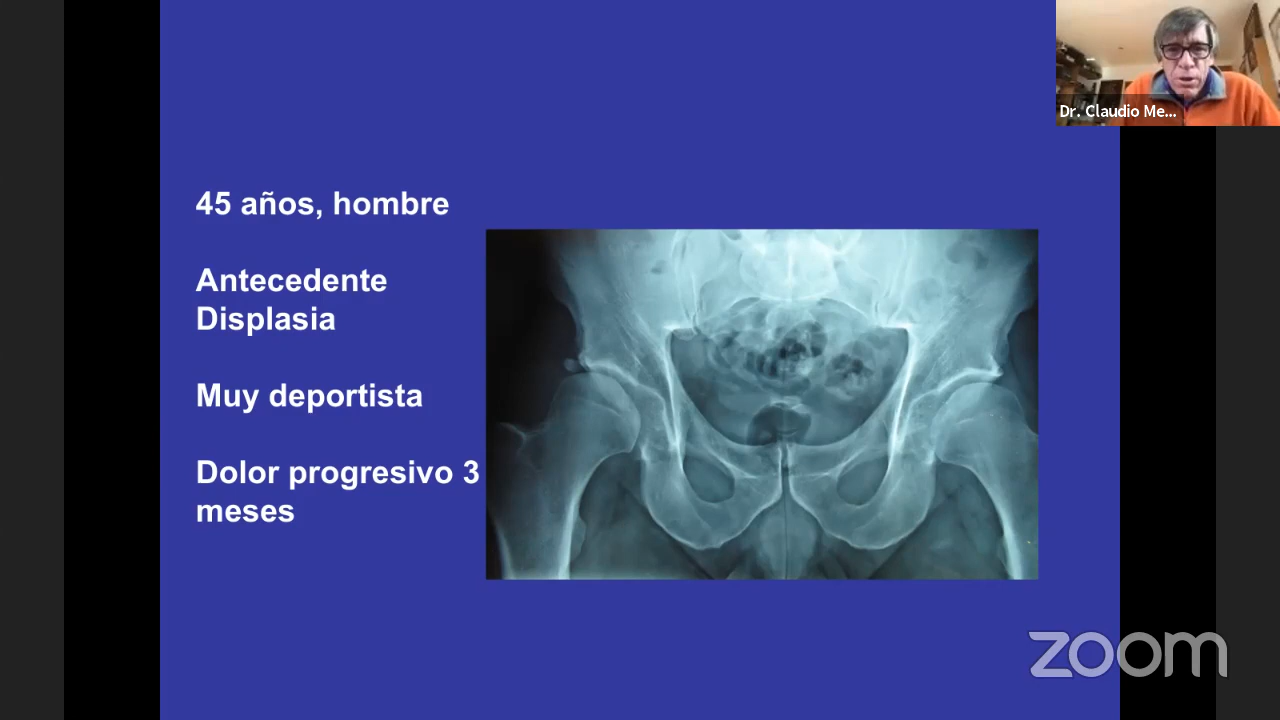 Dr. Claudio Me...
45 años, hombre
Antecedente
Displasia
Muy deportista
Dolor progresivo 3
meses
zoom